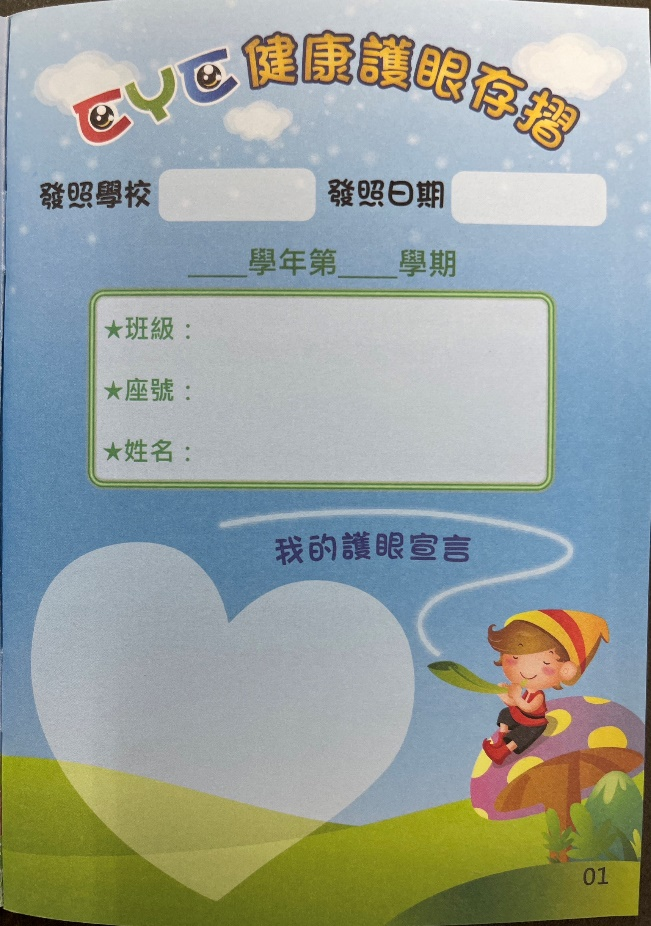 EYE健康護眼存摺
發照學校 發照日期
____學年第____學期
★班級：
★座號：
★姓名：
我的護眼宣言
01